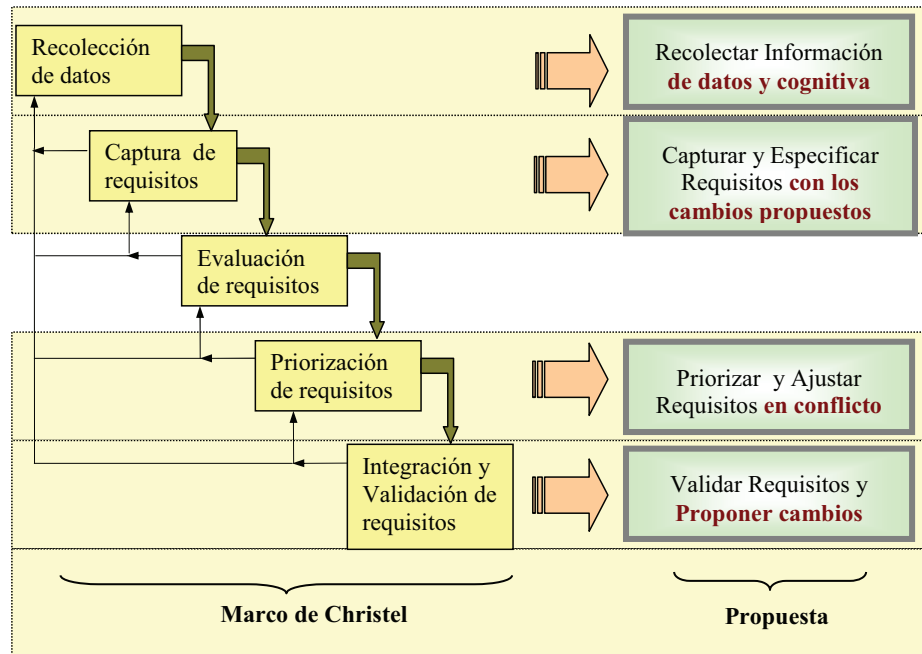 Recolección
de datos
Recolectar Información
de datos y cognitiva
Captura de
requisitos
Capturar y Especificar
Requisitos con los
cambios propuestos
Evaluación
de requisitos
Priorización
de requisitos
Priorizar y Ajustar
Requisitos en conflicto
Integración y
Validación de
requisitos
Validar Requisitos y
Proponer cambios
Marco de Christel
Propuesta